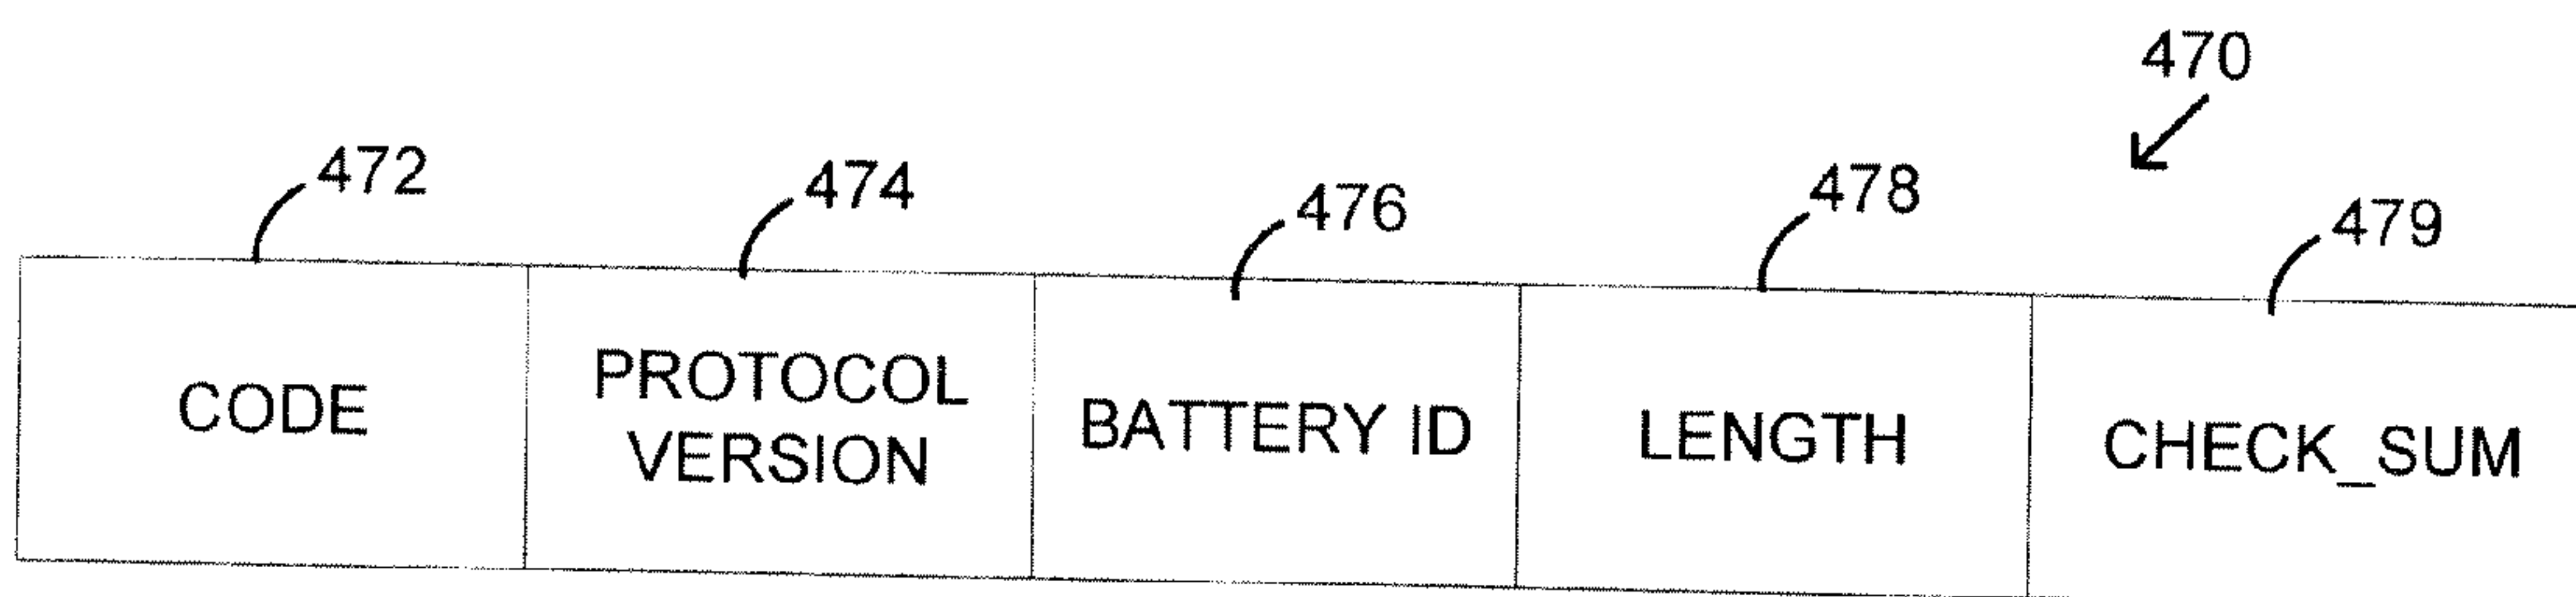 470
472
474
476
478
479
CODE
PROTOCOL
VERSION
BATTERY ID
LENGTH
CHECK_SUM